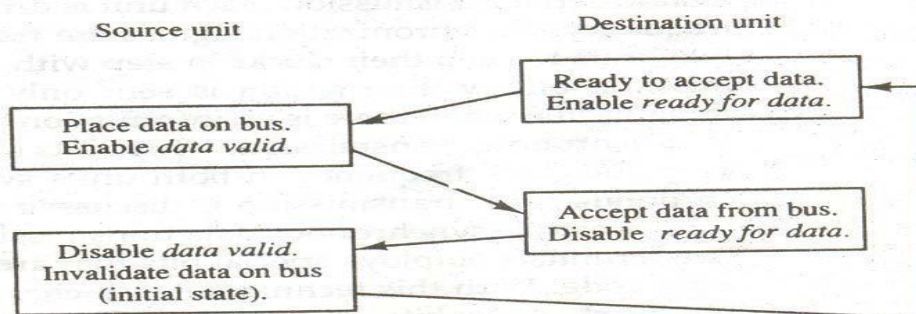 Source unit
Destination unit
Ready to accept data.
Enable ready for data.
Place data on bus.
Enable data valid.
Accept data from bus.
Disable ready for data.
Disable data valid.
Invalidate data on bus
(initial state).